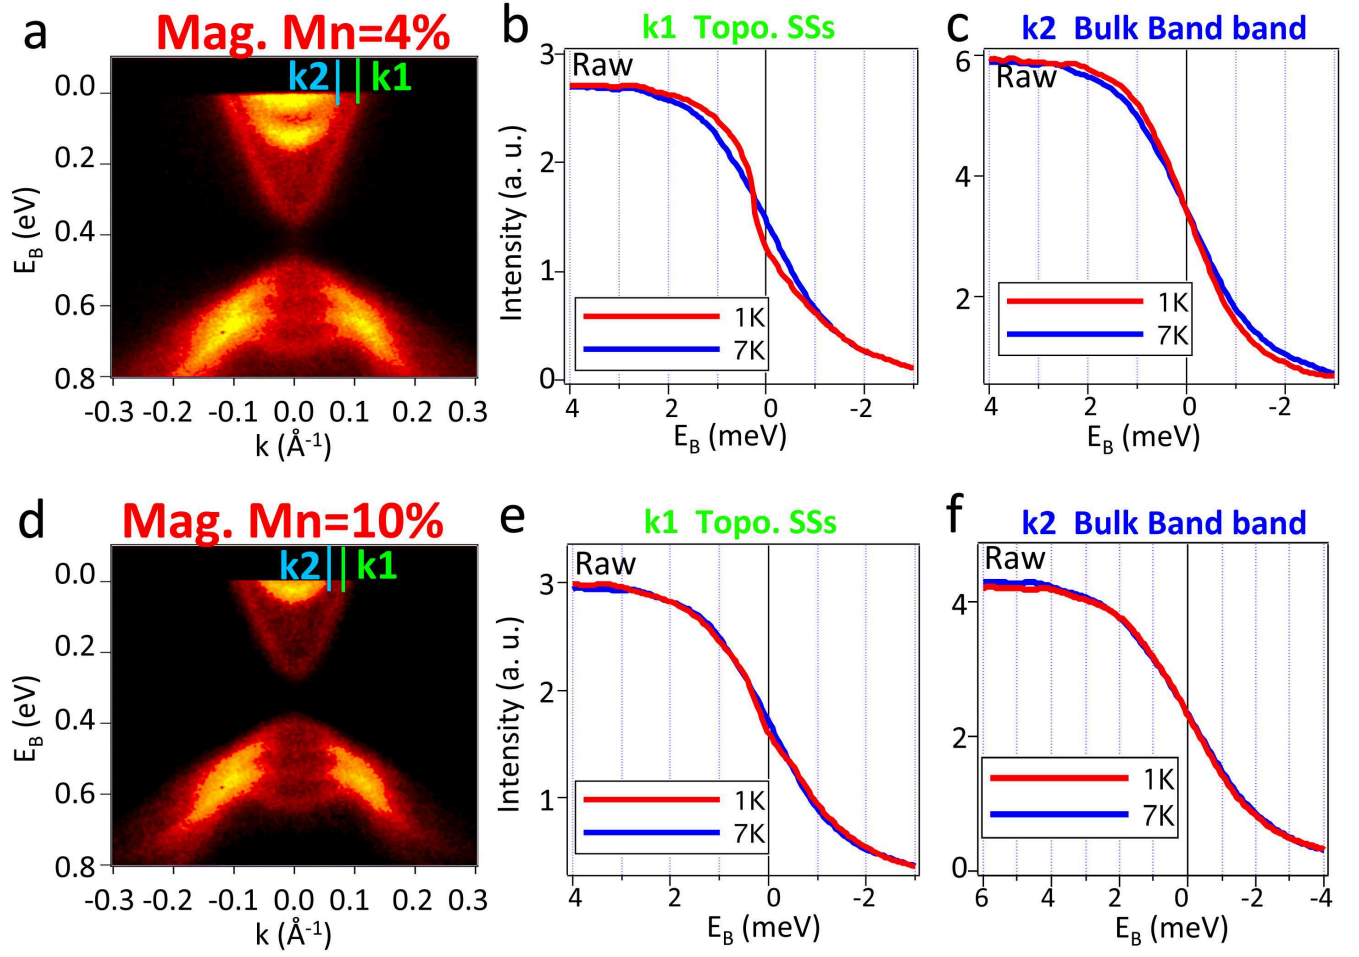 a
Mag. Mn=4%
k2 k1
0.0
0.2
0.4
0.6
0.8
E_B (eV)
-0.3 -0.2 -0.1 0.0 0.1 0.2 0.3
k (Å⁻¹)
b
k1 Topo. SSs
Raw
3
2
1
0
Intensity (a. u.)
1K
7K
4 2 0 -2
E_B (meV)
c
k2 Bulk Band band
Raw
6
4
2
1K
7K
4 2 0 -2
E_B (meV)
d
Mag. Mn=10%
k2 k1
0.0
0.2
0.4
0.6
0.8
E_B (eV)
-0.3 -0.2 -0.1 0.0 0.1 0.2 0.3
k (Å⁻¹)
e
k1 Topo. SSs
Raw
3
2
1
Intensity (a. u.)
1K
7K
4 2 0 -2
E_B (meV)
f
k2 Bulk Band band
Raw
4
2
0
1K
7K
6 4 2 0 -2 -4
E_B (meV)